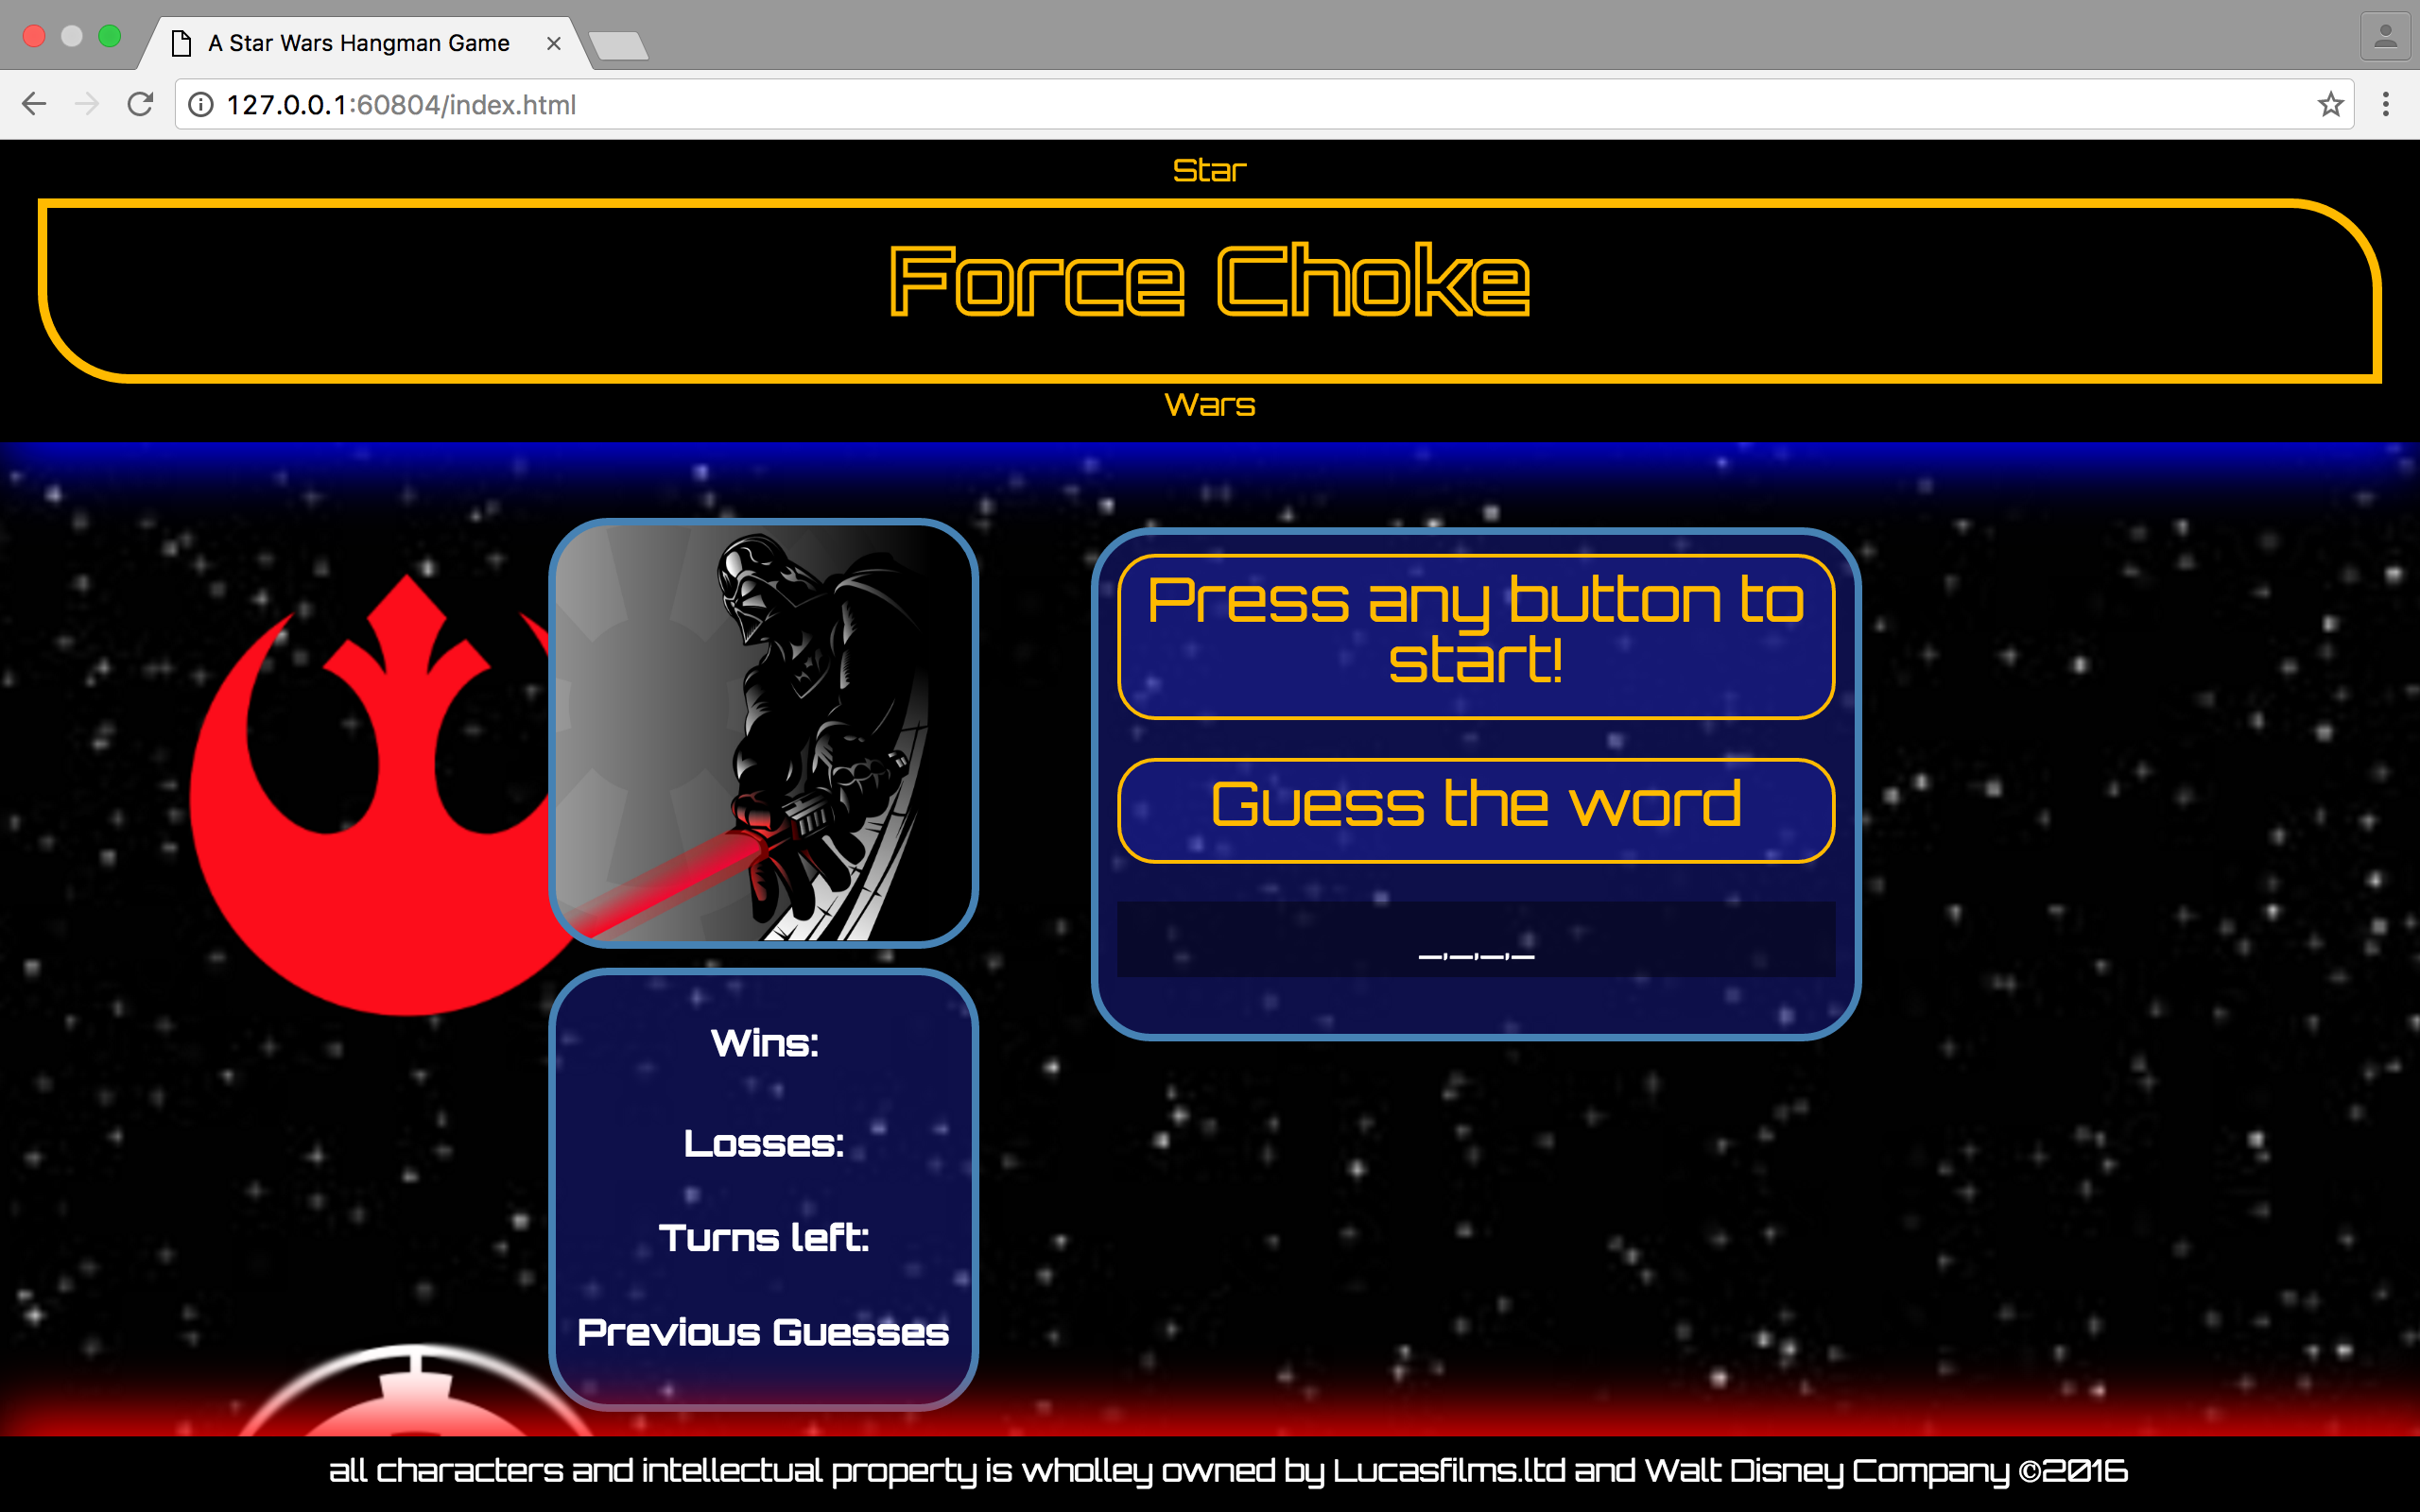 A Star Wars Hangman Game
127.0.0.1:60804/index.html
Star
Force Choke
Wars
Press any button to
start!
Guess the word
_,_,_,_
Wins:
Losses:
Turns left:
Previous Guesses
all characters and intellectual property is wholley owned by Lucasfilms.ltd and Walt Disney Company ©2016